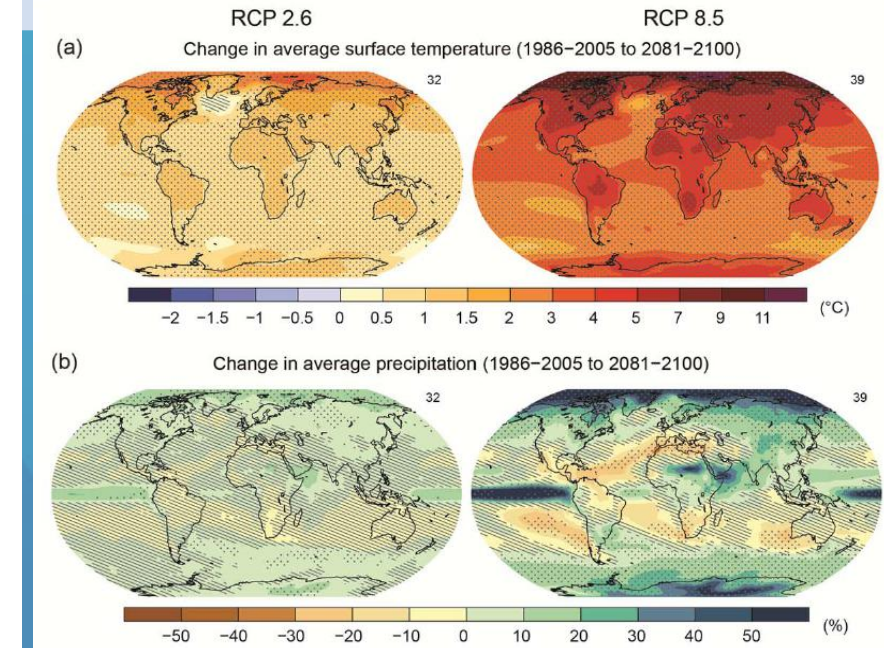 RCP 2.6 RCP 8.5
(a) Change in average surface temperature (1986−2005 to 2081−2100)
32 39
−2 −1.5 −1 −0.5 0 0.5 1 1.5 2 3 4 5 7 9 11 (°C)
(b) Change in average precipitation (1986−2005 to 2081−2100)
32 39
−50 −40 −30 −20 −10 0 10 20 30 40 50 (%)